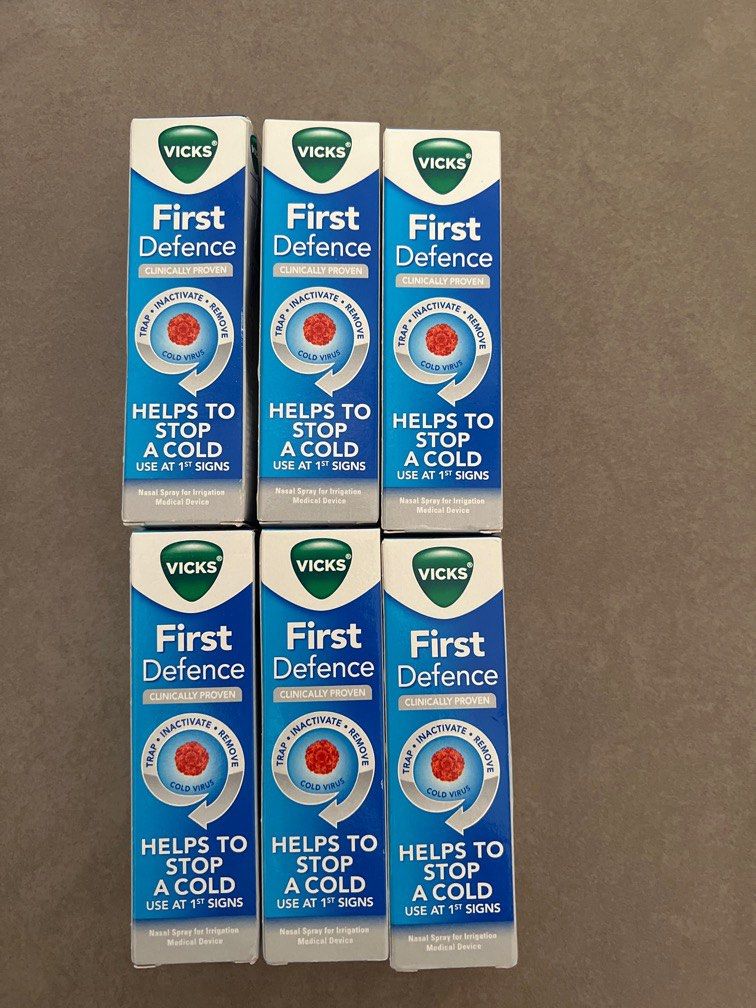 VICKS®
First
Defence
CLINICALLY PROVEN
TRAP • INACTIVATE • REMOVE
COLD VIRUS
HELPS TO
STOP
A COLD
USE AT 1ST SIGNS
Nasal Spray for Irrigation
Medical Device
VICKS®
First
Defence
CLINICALLY PROVEN
TRAP • INACTIVATE • REMOVE
COLD VIRUS
HELPS TO
STOP
A COLD
USE AT 1ST SIGNS
Nasal Spray for Irrigation
Medical Device
VICKS®
First
Defence
CLINICALLY PROVEN
TRAP • INACTIVATE • REMOVE
COLD VIRUS
HELPS TO
STOP
A COLD
USE AT 1ST SIGNS
Nasal Spray for Irrigation
Medical Device
VICKS®
First
Defence
CLINICALLY PROVEN
TRAP • INACTIVATE • REMOVE
COLD VIRUS
HELPS TO
STOP
A COLD
USE AT 1ST SIGNS
Nasal Spray for Irrigation
Medical Device
VICKS®
First
Defence
CLINICALLY PROVEN
TRAP • INACTIVATE • REMOVE
COLD VIRUS
HELPS TO
STOP
A COLD
USE AT 1ST SIGNS
Nasal Spray for Irrigation
Medical Device
VICKS®
First
Defence
CLINICALLY PROVEN
TRAP • INACTIVATE • REMOVE
COLD VIRUS
HELPS TO
STOP
A COLD
USE AT 1ST SIGNS
Nasal Spray for Irrigation
Medical Device